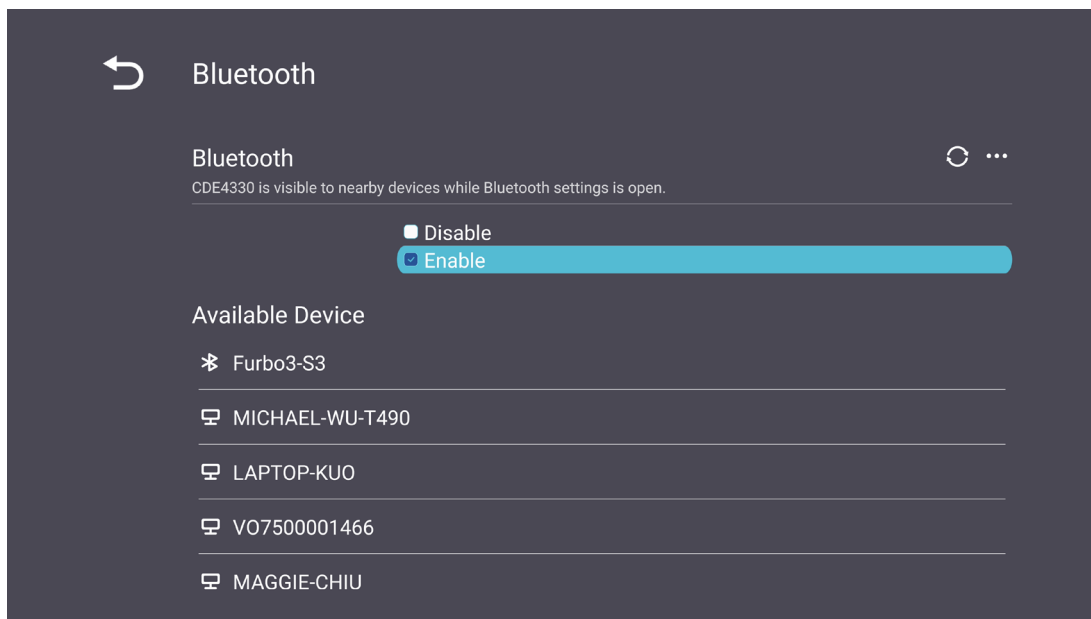 Bluetooth
Bluetooth
CDE4330 is visible to nearby devices while Bluetooth settings is open.
Disable
Enable
Available Device
Furbo3-S3
MICHAEL-WU-T490
LAPTOP-KUO
VO7500001466
MAGGIE-CHIU